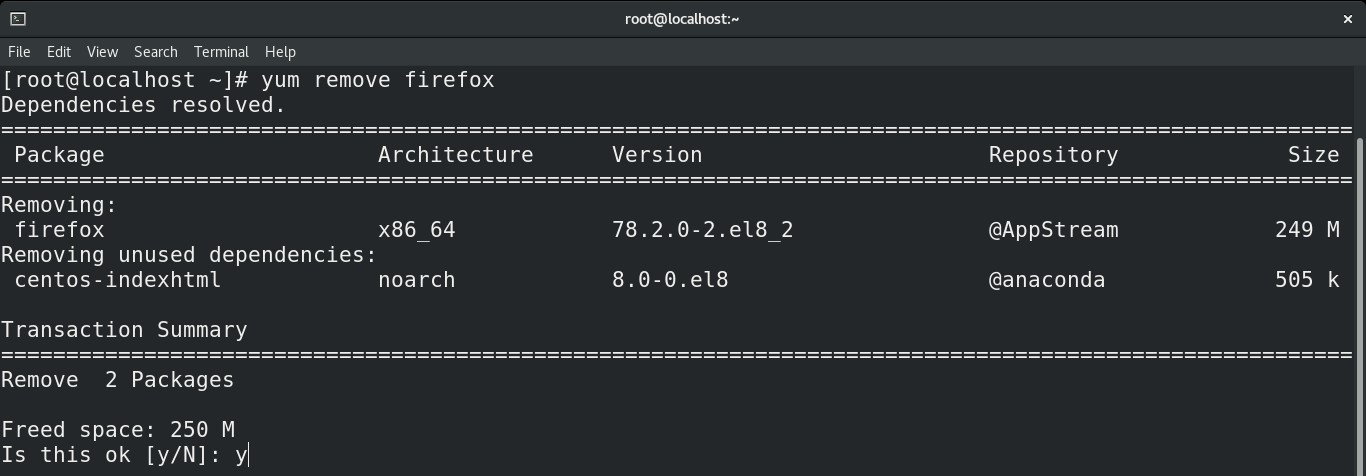 root@localhost:~
File Edit View Search Terminal Help
[root@localhost ~]# yum remove firefox
Dependencies resolved.
========================================================================================================
 Package                     Architecture      Version                      Repository             Size
========================================================================================================
Removing:
 firefox                     x86_64            78.2.0-2.el8_2               @AppStream            249 M
Removing unused dependencies:
 centos-indexhtml            noarch            8.0-0.el8                    @anaconda             505 k
Transaction Summary
========================================================================================================
Remove  2 Packages
Freed space: 250 M
Is this ok [y/N]: y